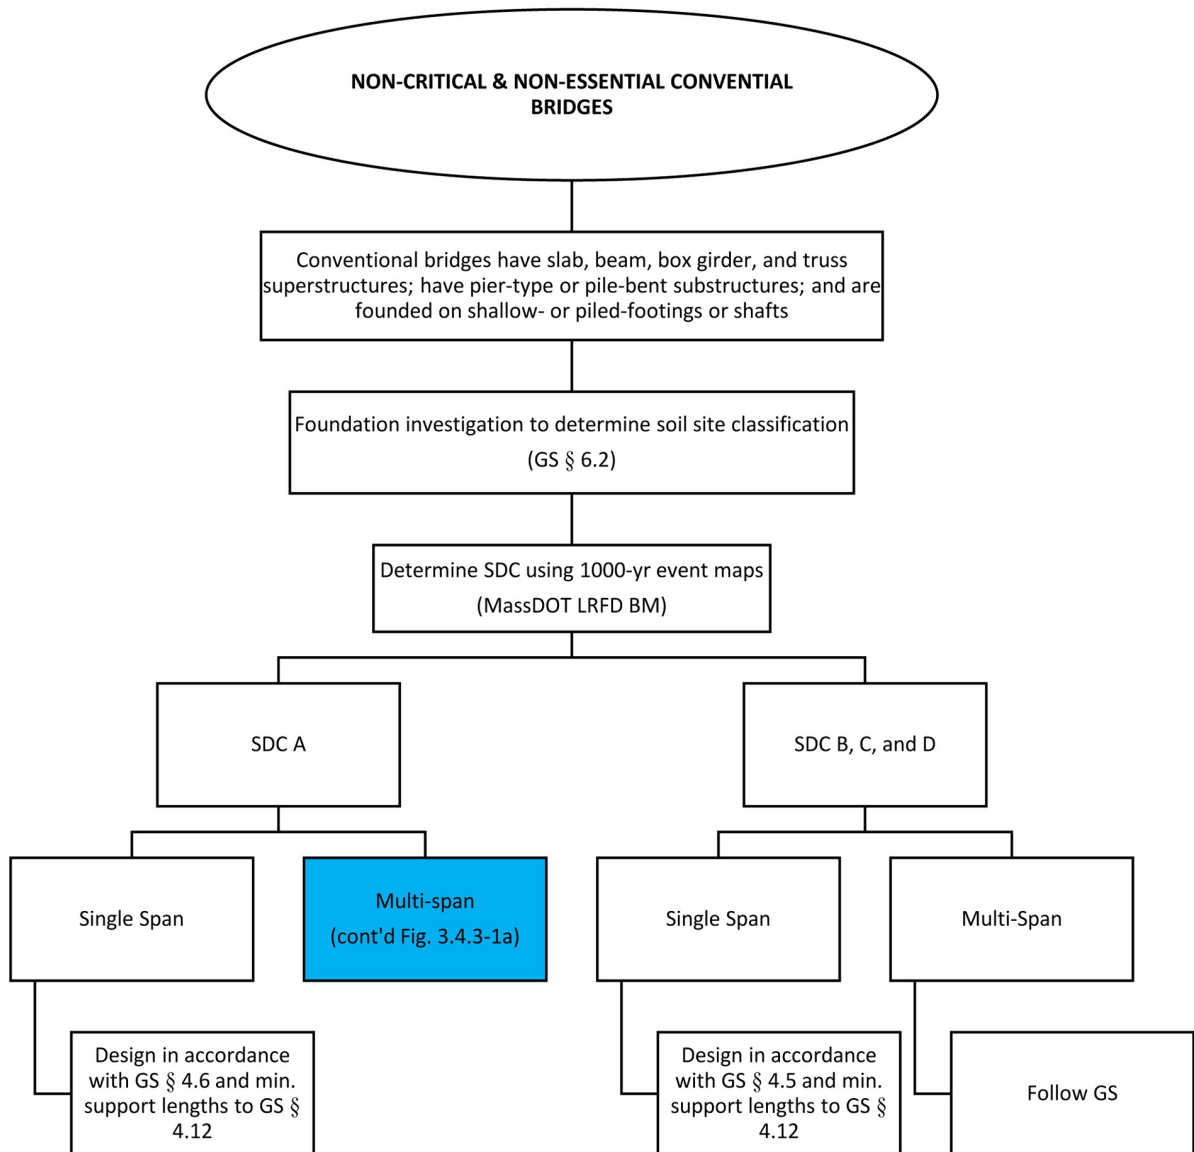 NON-CRITICAL & NON-ESSENTIAL CONVENTIAL
BRIDGES
Conventional bridges have slab, beam, box girder, and truss
superstructures; have pier-type or pile-bent substructures; and are
founded on shallow- or piled-footings or shafts
Foundation investigation to determine soil site classification
(GS § 6.2)
Determine SDC using 1000-yr event maps
(MassDOT LRFD BM)
SDC A
SDC B, C, and D
Single Span
Multi-span
(cont'd Fig. 3.4.3-1a)
Single Span
Multi-Span
Design in accordance
with GS § 4.6 and min.
support lengths to GS §
4.12
Design in accordance
with GS § 4.5 and min.
support lengths to GS §
4.12
Follow GS